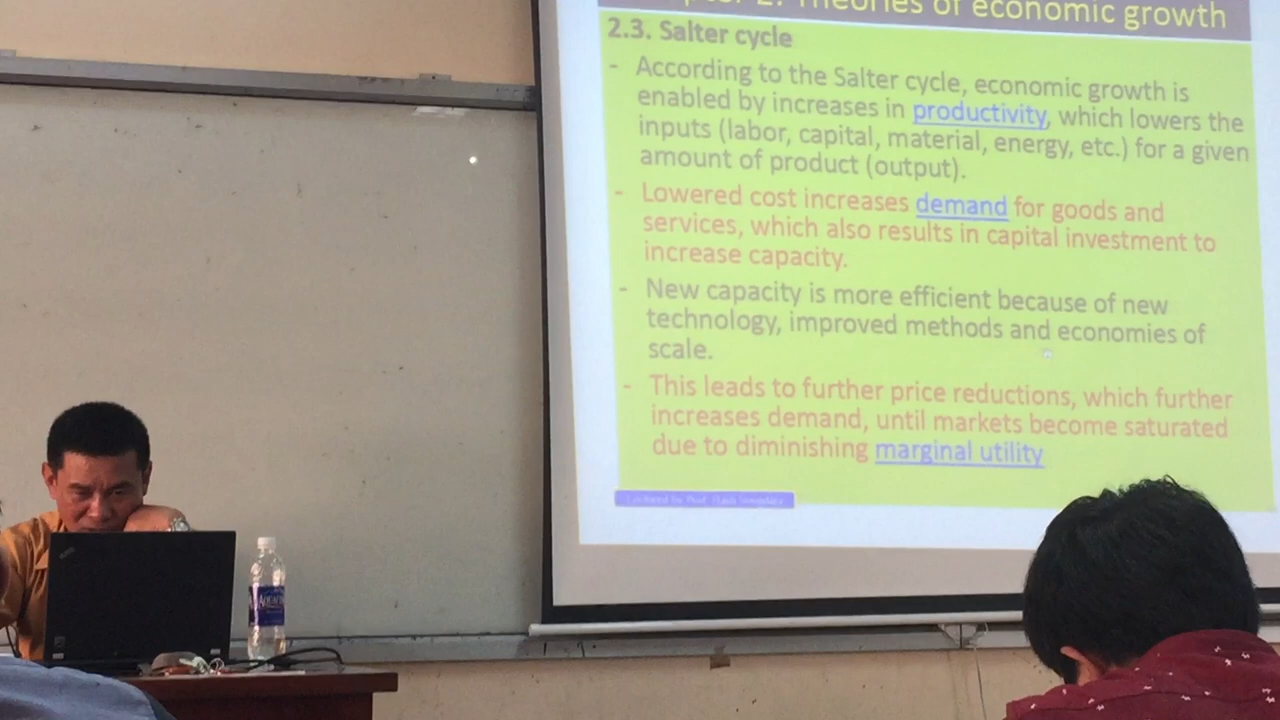 Theories of economic growth
2.3. Salter cycle
- According to the Salter cycle, economic growth is
enabled by increases in productivity, which lowers the
inputs (labor, capital, material, energy, etc.) for a given
amount of product (output).
- Lowered cost increases demand for goods and
services, which also results in capital investment to
increase capacity.
- New capacity is more efficient because of new
technology, improved methods and economies of
scale.
- This leads to further price reductions, which further
increases demand, until markets become saturated
due to diminishing marginal utility
Lectured by Prof.